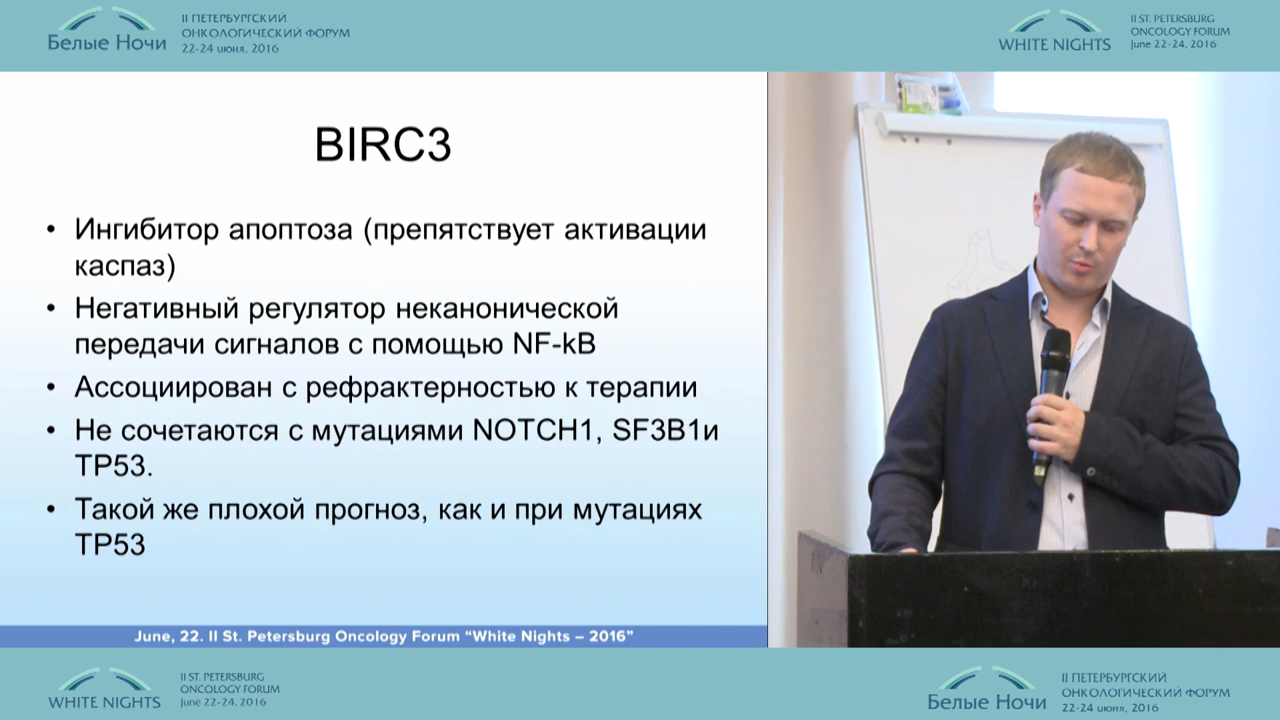 Белые Ночи
II ПЕТЕРБУРГСКИЙ
ОНКОЛОГИЧЕСКИЙ ФОРУМ
22-24 июня, 2016
WHITE NIGHTS
II ST. PETERSBURG
ONCOLOGY FORUM
June 22-24, 2016
BIRC3
• Ингибитор апоптоза (препятствует активации
каспаз)
• Негативный регулятор неканонической
передачи сигналов с помощью NF-kB
• Ассоциирован с рефрактерностью к терапии
• Не сочетаются с мутациями NOTCH1, SF3B1и
TP53.
• Такой же плохой прогноз, как и при мутациях
TP53
June, 22. II St. Petersburg Oncology Forum “White Nights – 2016”
WHITE NIGHTS
II ST. PETERSBURG
ONCOLOGY FORUM
June 22-24, 2016
Белые Ночи
II ПЕТЕРБУРГСКИЙ
ОНКОЛОГИЧЕСКИЙ ФОРУМ
22-24 июня, 2016